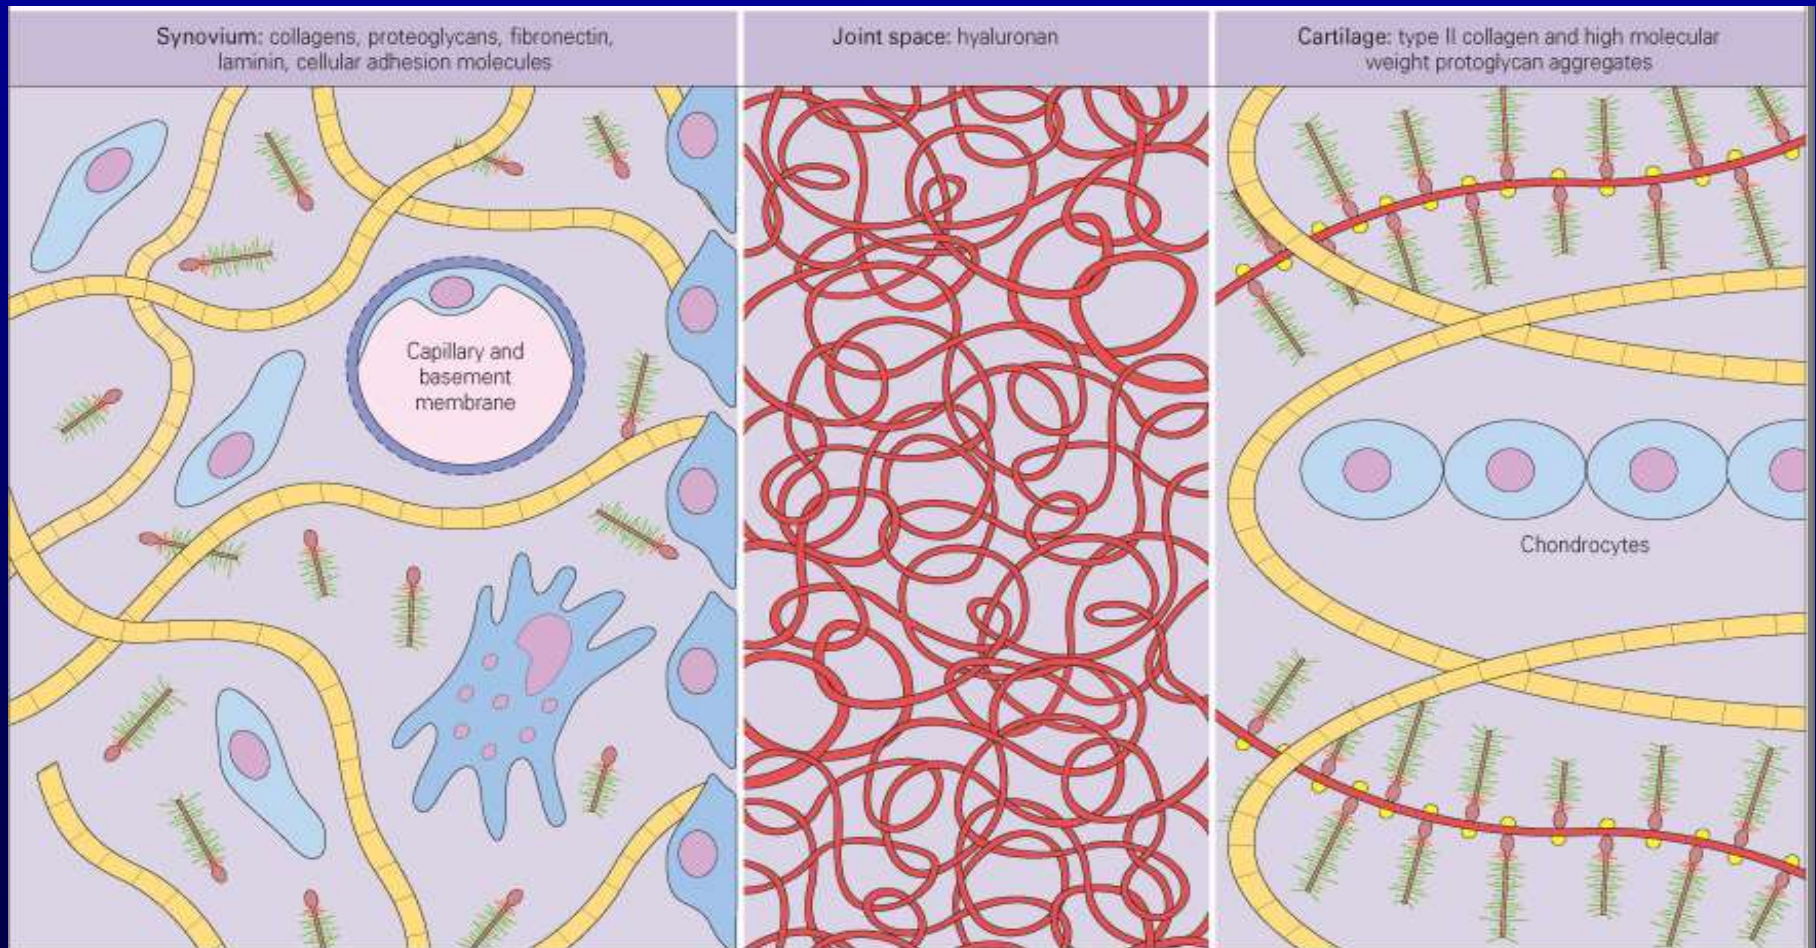 Synovium: collagens, proteoglycans, fibronectin,
laminin, cellular adhesion molecules
Joint space: hyaluronan
Cartilage: type II collagen and high molecular
weight protoglycan aggregates
Capillary and
basement
membrane
Chondrocytes